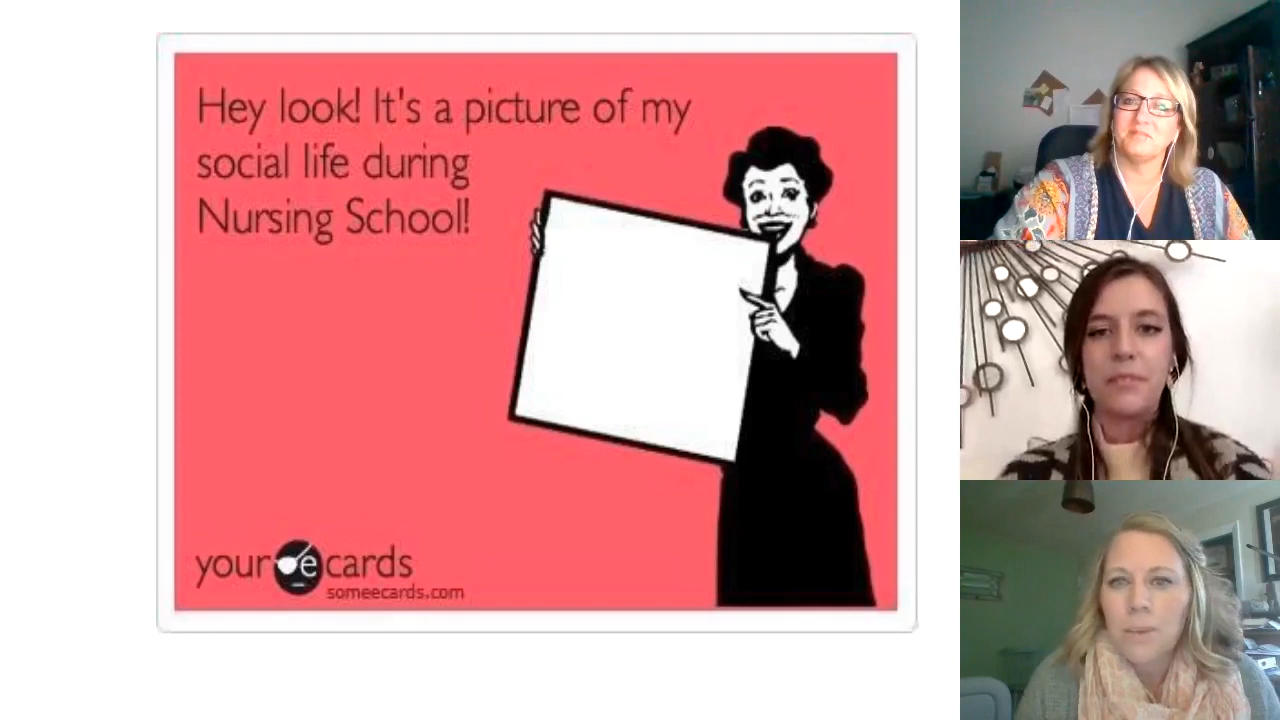 Hey look! It's a picture of my
social life during
Nursing School!
your e cards
someecards.com